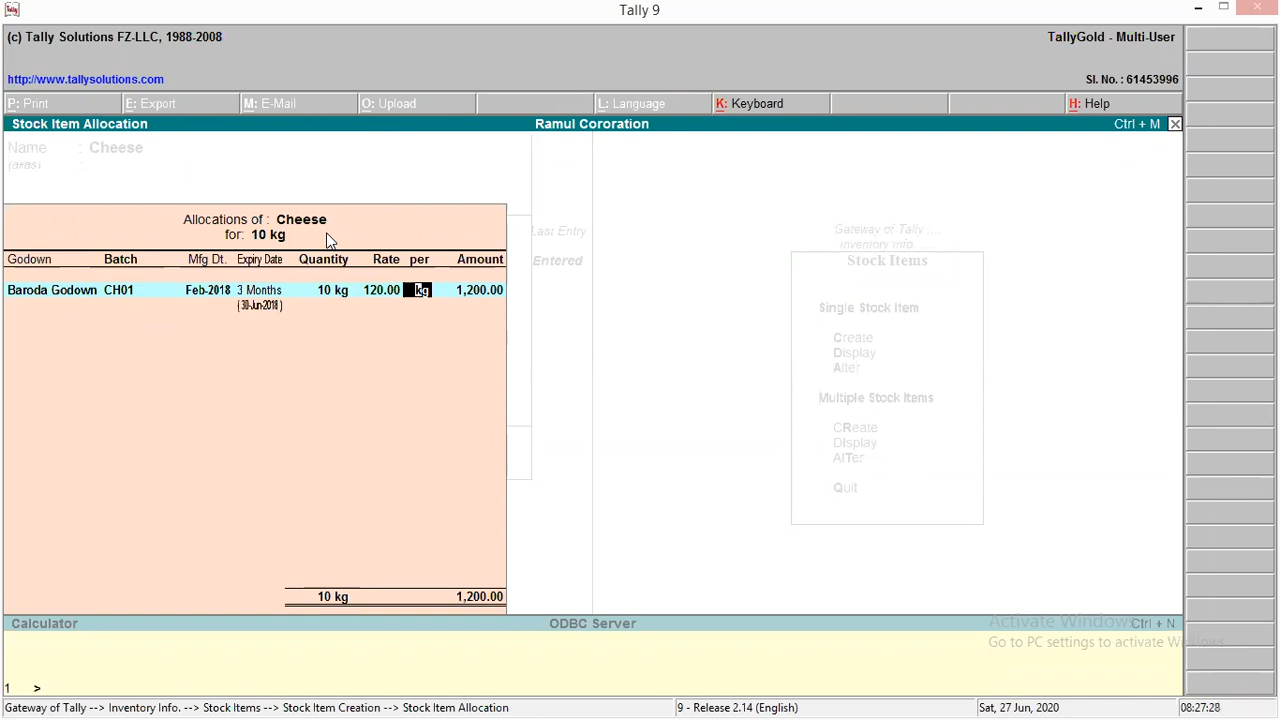 Tally 9
(c) Tally Solutions FZ-LLC, 1988-2008
TallyGold - Multi-User
http://www.tallysolutions.com
Sl. No. : 61453996
P: Print
E: Export
M: E-Mail
O: Upload
L: Language
K: Keyboard
H: Help
Stock Item Allocation
Ramul Cororation
Ctrl + M
Name : Cheese
(alias) :
Allocations of : Cheese
for: 10 kg
Godown Batch Mfg Dt. Expiry Date Quantity Rate per Amount
Baroda Godown CH01 Feb-2018 3 Months 10 kg 120.00 kg 1,200.00
(30-Jun-2018)
10 kg 1,200.00
Last Entry
Entered
Gateway of Tally ....
Inventory Info. ....
Stock Items
Single Stock Item
Create
Display
Alter
Multiple Stock Items
CReate
DIsplay
AlTer
Quit
Calculator
ODBC Server
Ctrl + N
Activate Windows
Go to PC settings to activate Windows.
1 >
Gateway of Tally --> Inventory Info. --> Stock Items --> Stock Item Creation --> Stock Item Allocation
9 - Release 2.14 (English)
Sat, 27 Jun, 2020
08:27:28